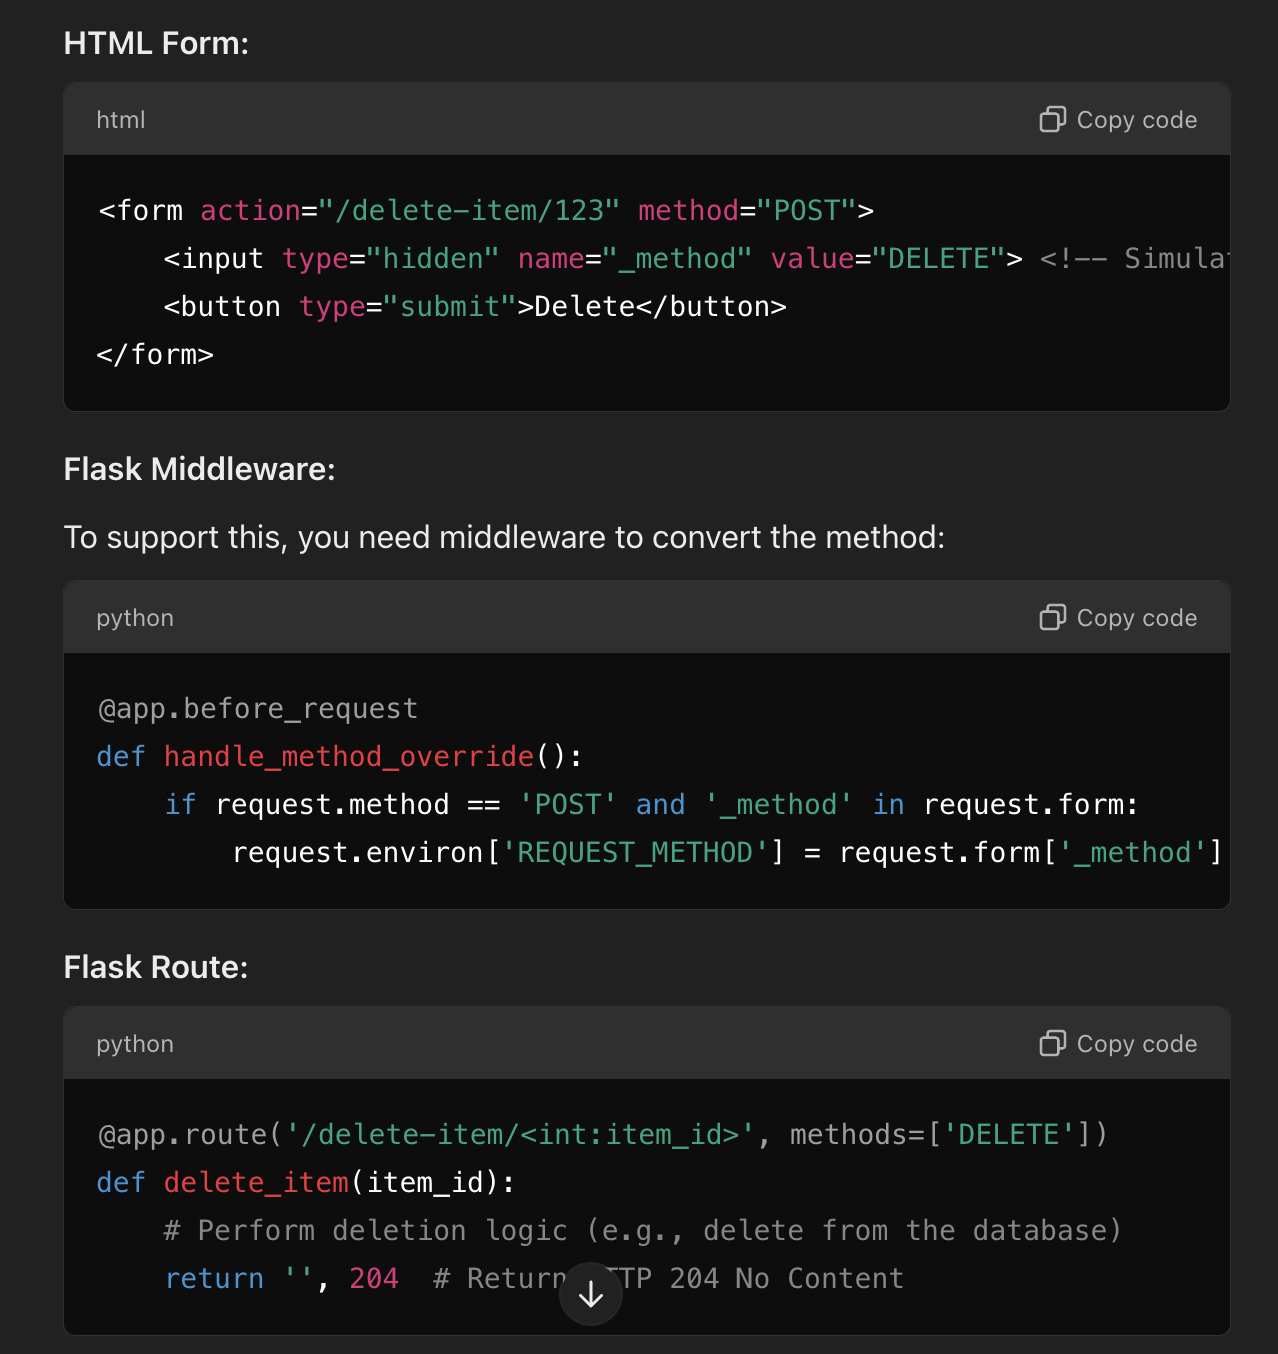 HTML Form:
html
Copy code
<form action="/delete-item/123" method="POST">
    <input type="hidden" name="_method" value="DELETE"> <!-- Simula
    <button type="submit">Delete</button>
</form>
Flask Middleware:
To support this, you need middleware to convert the method:
python
Copy code
@app.before_request
def handle_method_override():
    if request.method == 'POST' and '_method' in request.form:
        request.environ['REQUEST_METHOD'] = request.form['_method']
Flask Route:
python
Copy code
@app.route('/delete-item/<int:item_id>', methods=['DELETE'])
def delete_item(item_id):
    # Perform deletion logic (e.g., delete from the database)
    return '', 204  # Return TP 204 No Content